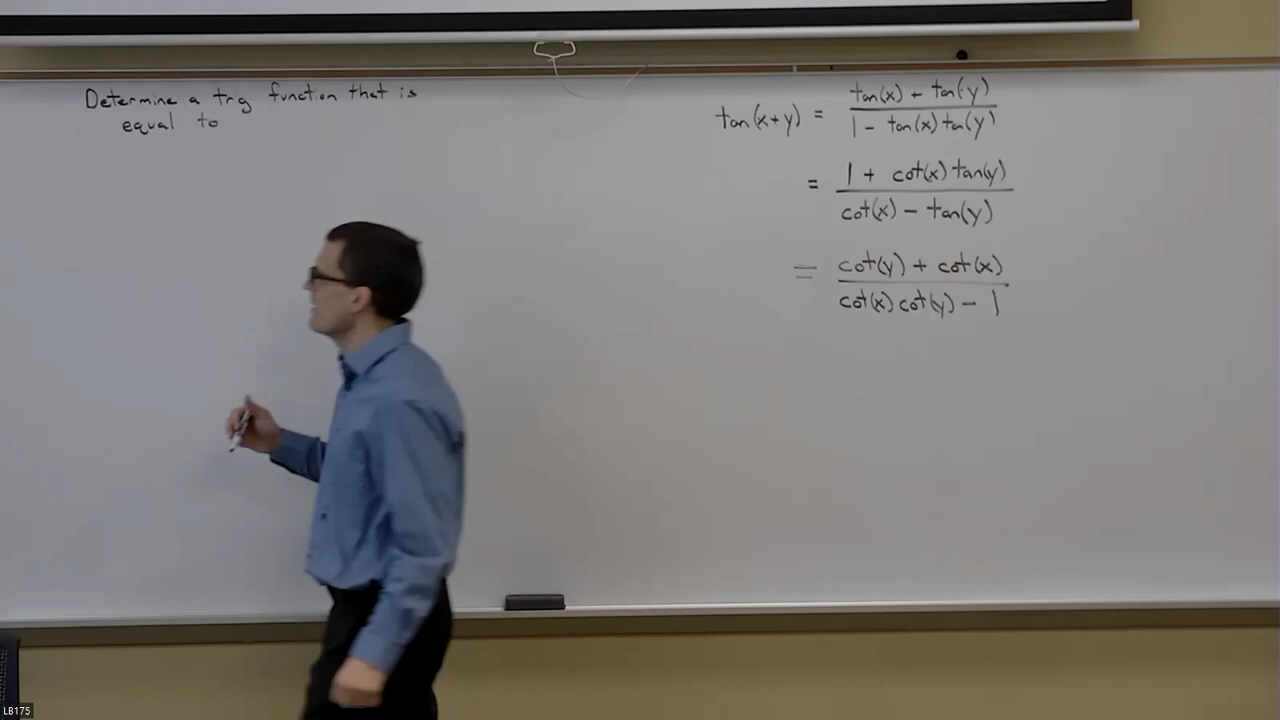 Determine a trig function that is
equal to
tan(x+y) = tan(x) + tan(y) / 1 - tan(x) tan(y)
= 1 + cot(x) tan(y) / cot(x) - tan(y)
= cot(y) + cot(x) / cot(x) cot(y) - 1
LB175